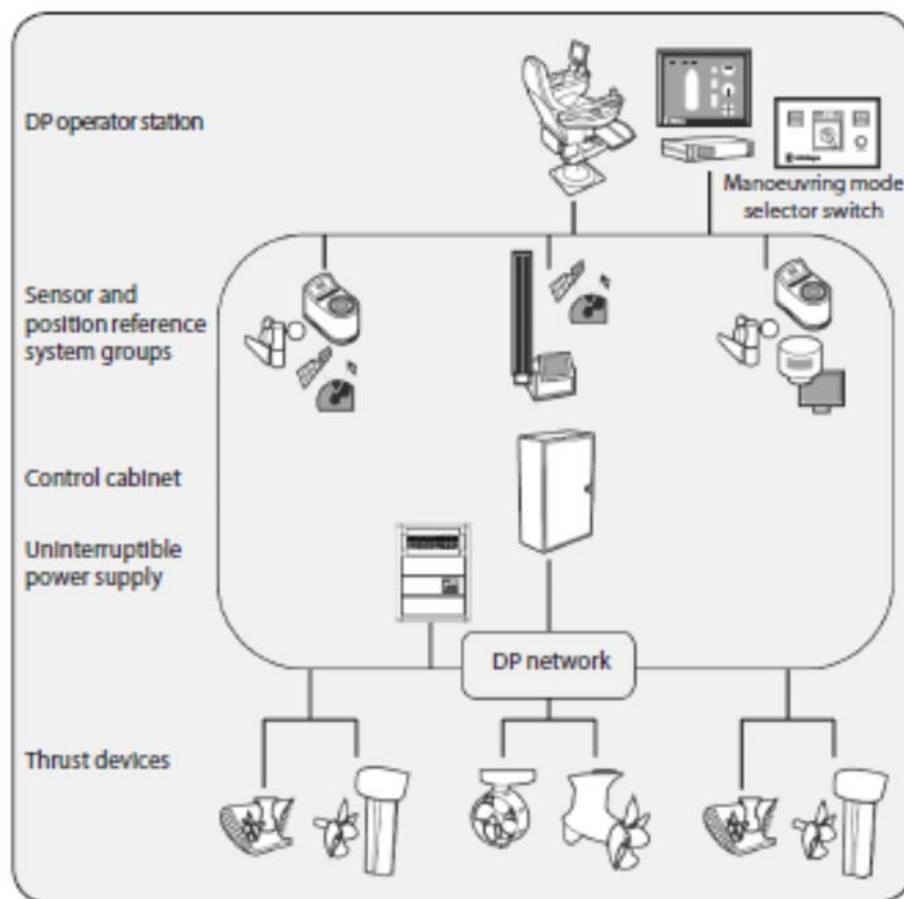 DP operator station
Manoeuvring mode
selector switch
Sensor and
position reference
system groups
Control cabinet
Uninterruptible
power supply
DP network
Thrust devices